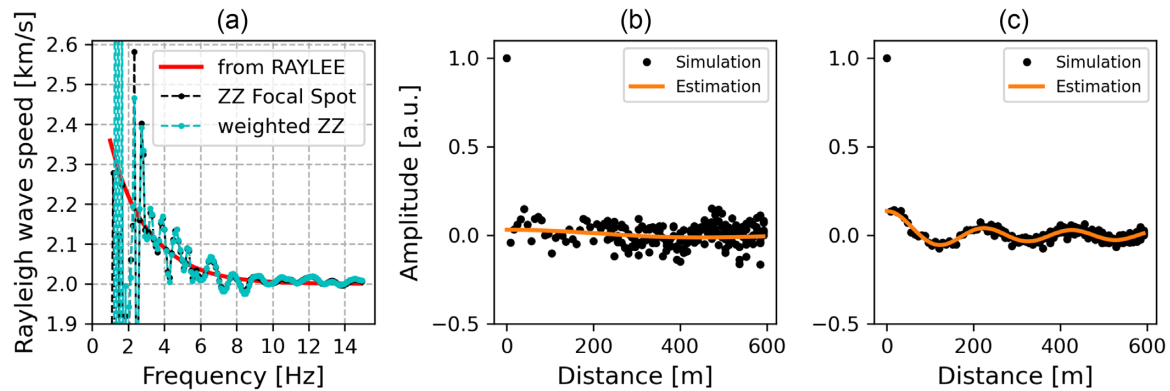 (a)
Rayleigh wave speed [km/s]
2.6
2.5
2.4
2.3
2.2
2.1
2.0
1.9
from RAYLEE
ZZ Focal Spot
weighted ZZ
0 2 4 6 8 10 12 14
Frequency [Hz]
(b)
Amplitude [a.u.]
1.0
0.5
0.0
−0.5
Simulation
Estimation
0 200 400 600
Distance [m]
(c)
1.0
0.5
0.0
−0.5
Simulation
Estimation
0 200 400 600
Distance [m]